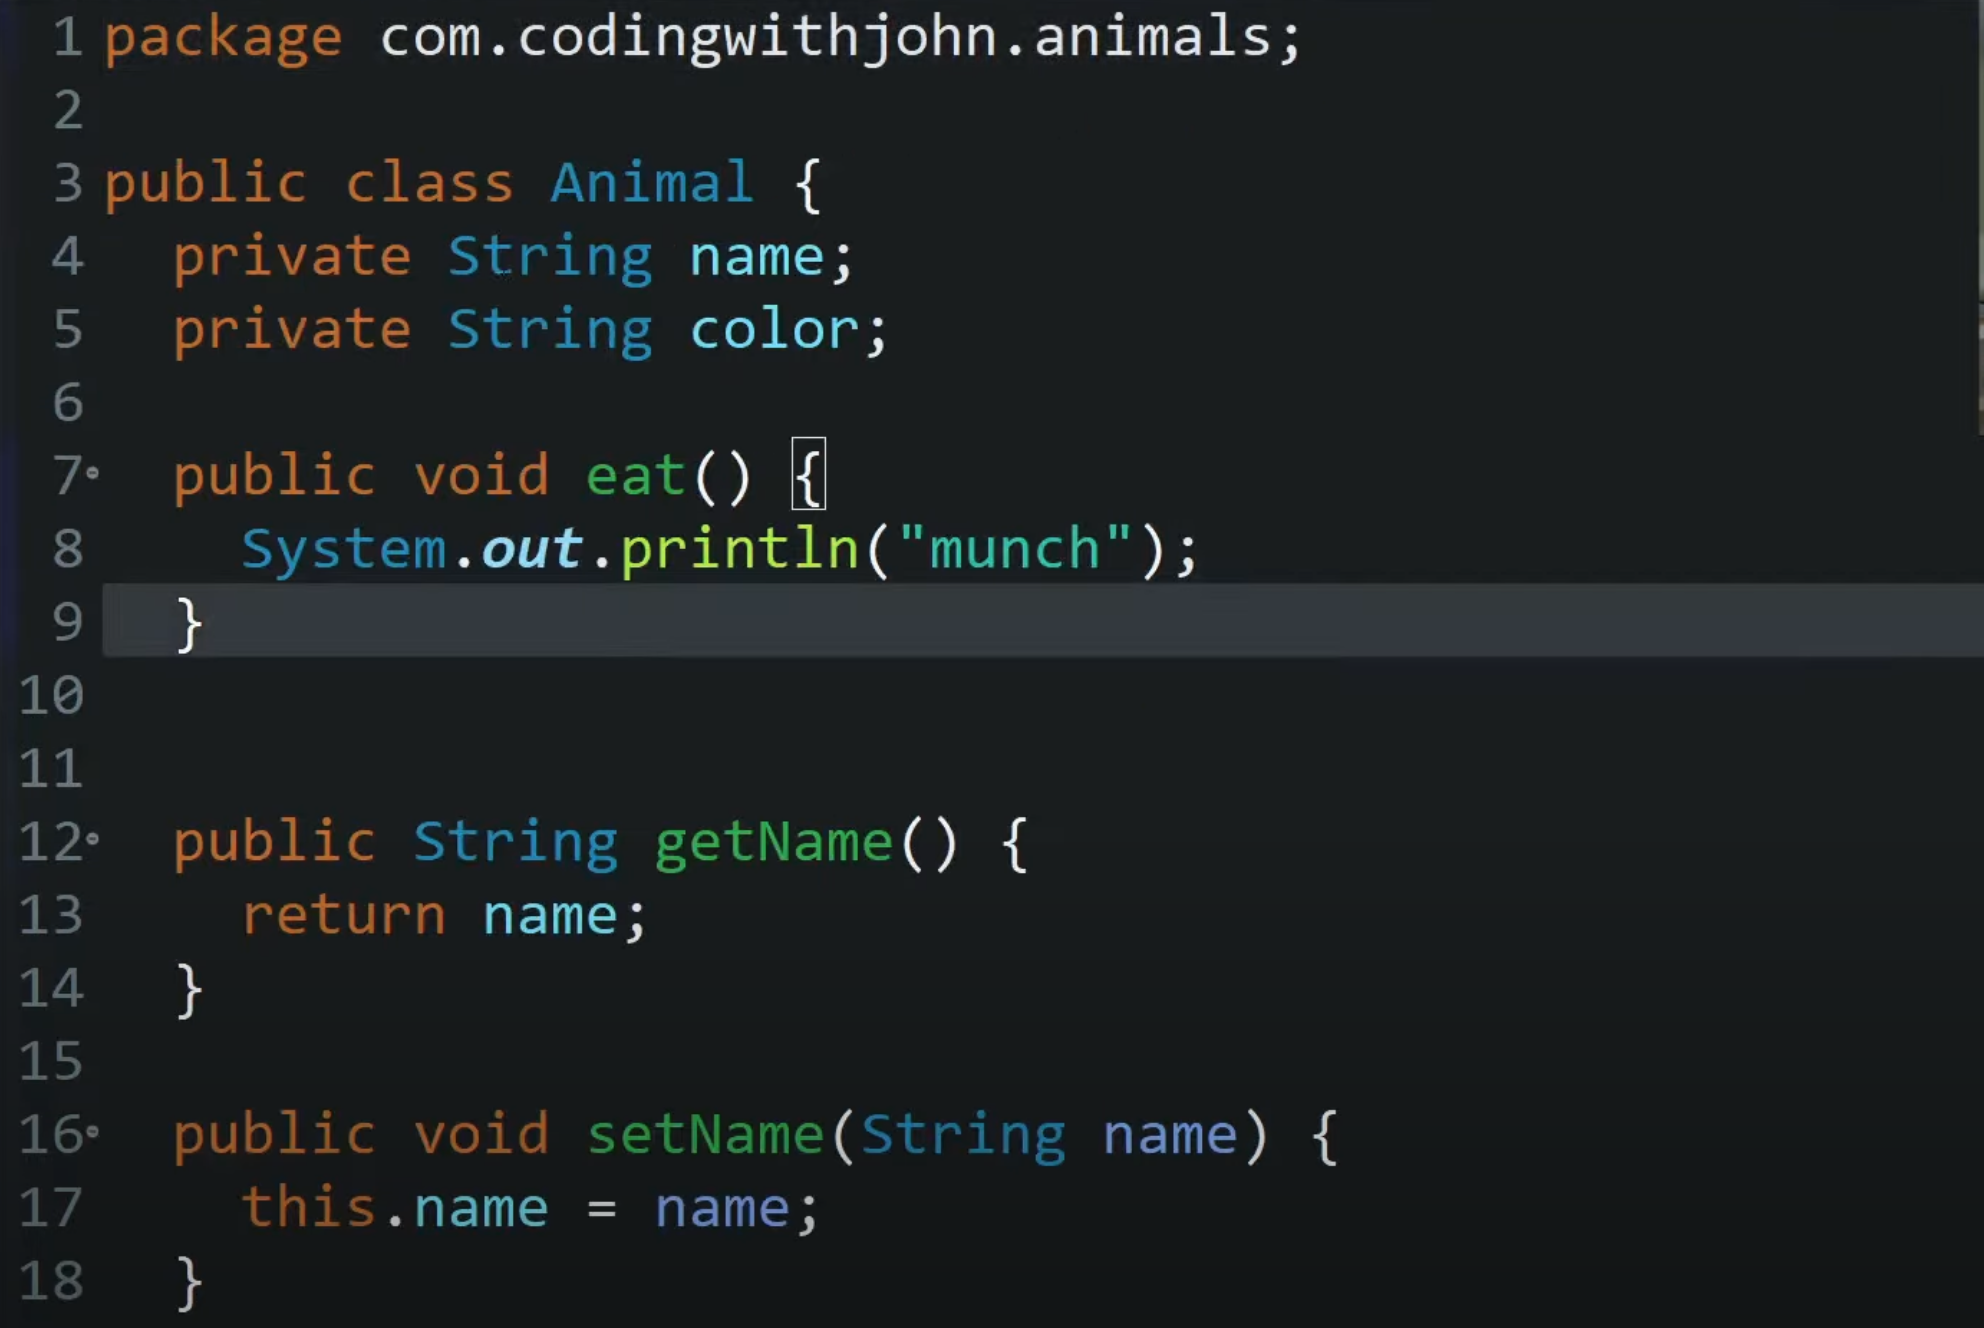 1 package com.codingwithjohn.animals;
2
3 public class Animal {
4   private String name;
5   private String color;
6
7   public void eat() {
8     System.out.println("munch");
9   }
10
11
12   public String getName() {
13     return name;
14   }
15
16   public void setName(String name) {
17     this.name = name;
18   }